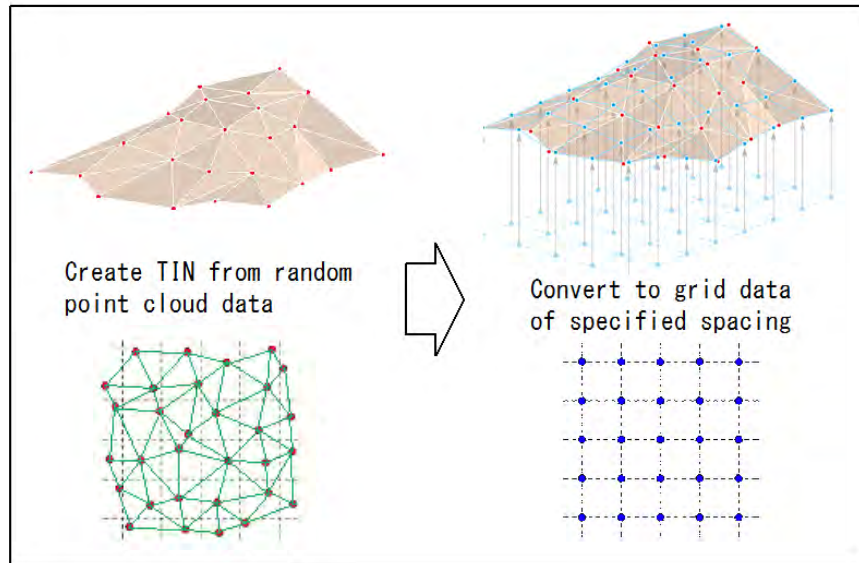 Create TIN from random
point cloud data
Convert to grid data
of specified spacing